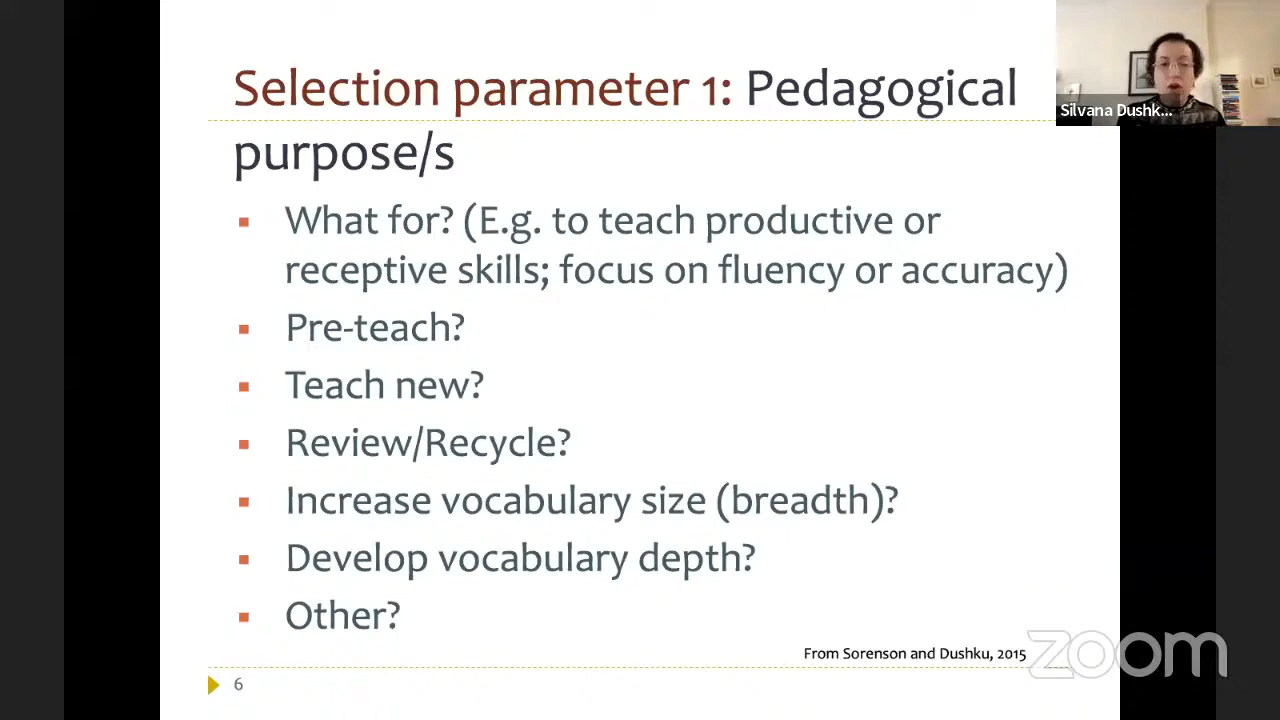 Selection parameter 1: Pedagogical
purpose/s
Silvana Dushk...
▪ What for? (E.g. to teach productive or
receptive skills; focus on fluency or accuracy)
▪ Pre-teach?
▪ Teach new?
▪ Review/Recycle?
▪ Increase vocabulary size (breadth)?
▪ Develop vocabulary depth?
▪ Other?
From Sorenson and Dushku, 2015
zoom
6